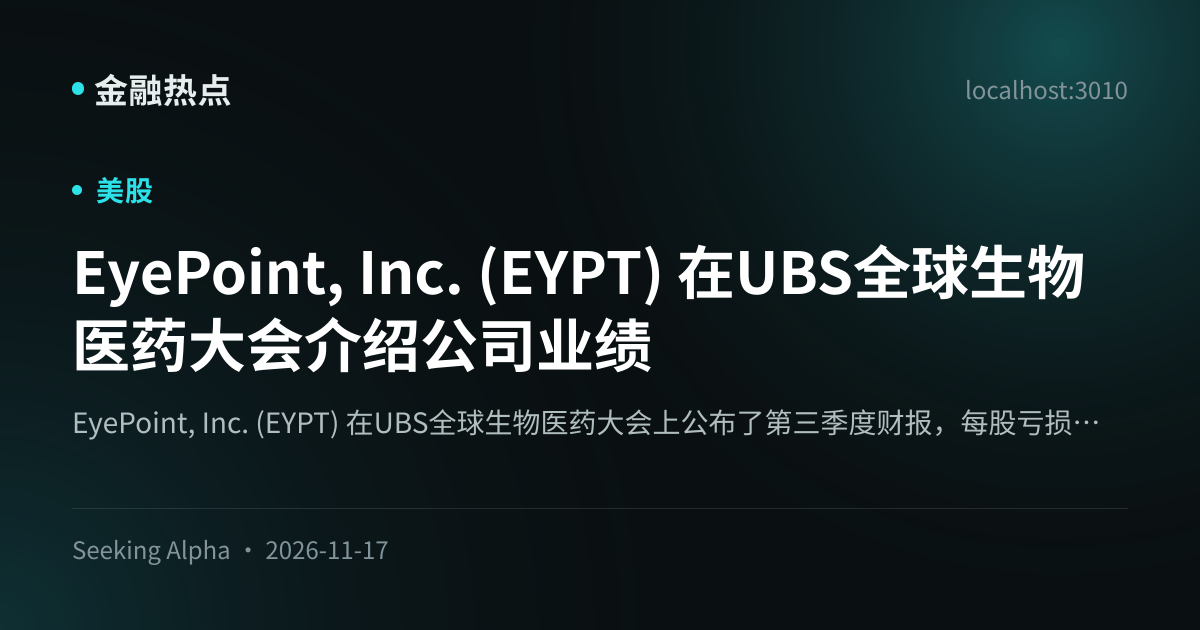 金融热点
localhost:3010
美股
EyePoint, Inc. (EYPT) 在UBS全球生物
医药大会介绍公司业绩
EyePoint, Inc. (EYPT) 在UBS全球生物医药大会上公布了第三季度财报，每股亏损…
Seeking Alpha · 2026-11-17